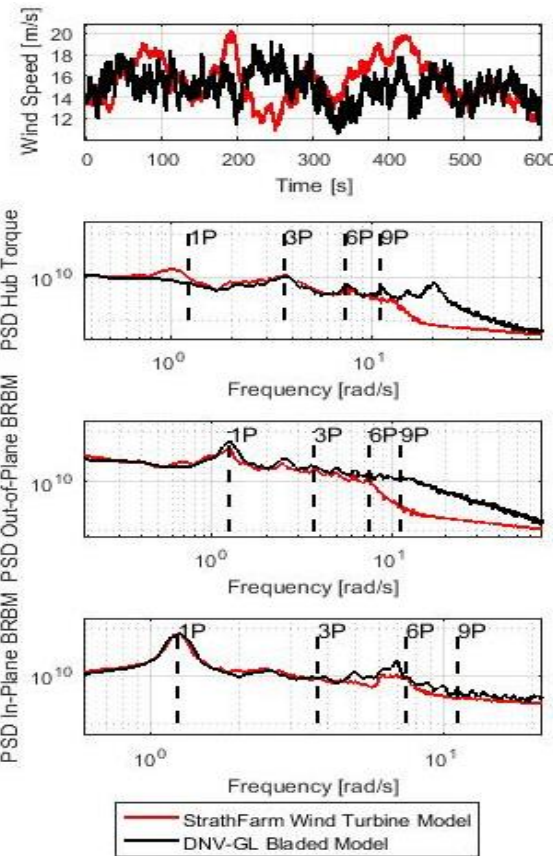 Wind Speed [m/s]
20
18
16
14
12
0 100 200 300 400 500 600
Time [s]
PSD Hub Torque
1P 3P 6P 9P
10^10
10^0 10^1
Frequency [rad/s]
PSD Out-of-Plane BRBM
1P 3P 6P 9P
10^10
10^0 10^1
Frequency [rad/s]
PSD In-Plane BRBM
1P 3P 6P 9P
10^10
10^0 10^1
Frequency [rad/s]
StrathFarm Wind Turbine Model
DNV-GL Bladed Model